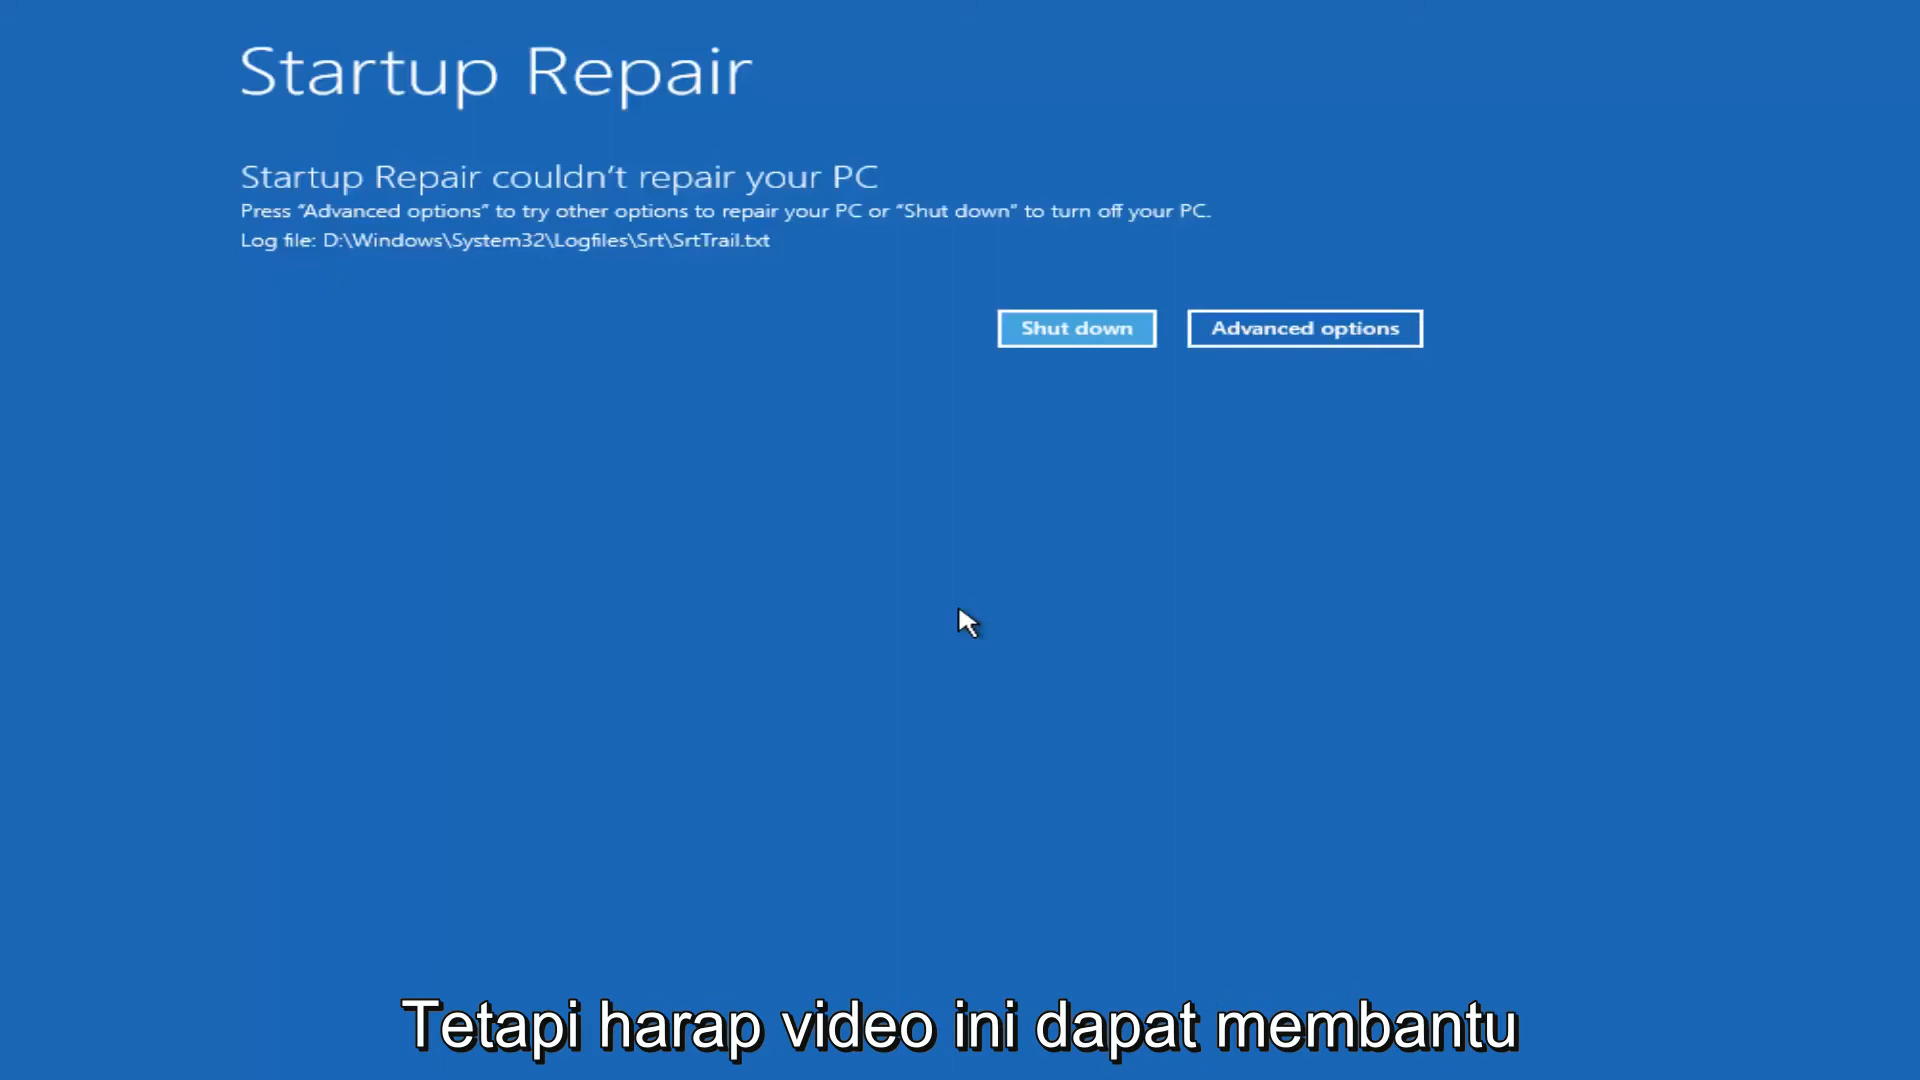 Startup Repair
Startup Repair couldn't repair your PC
Press “Advanced options” to try other options to repair your PC or “Shut down” to turn off your PC.
Log file: D:\Windows\System32\Logfiles\Srt\SrtTrail.txt
Shut down
Advanced options
Tetapi harap video ini dapat membantu